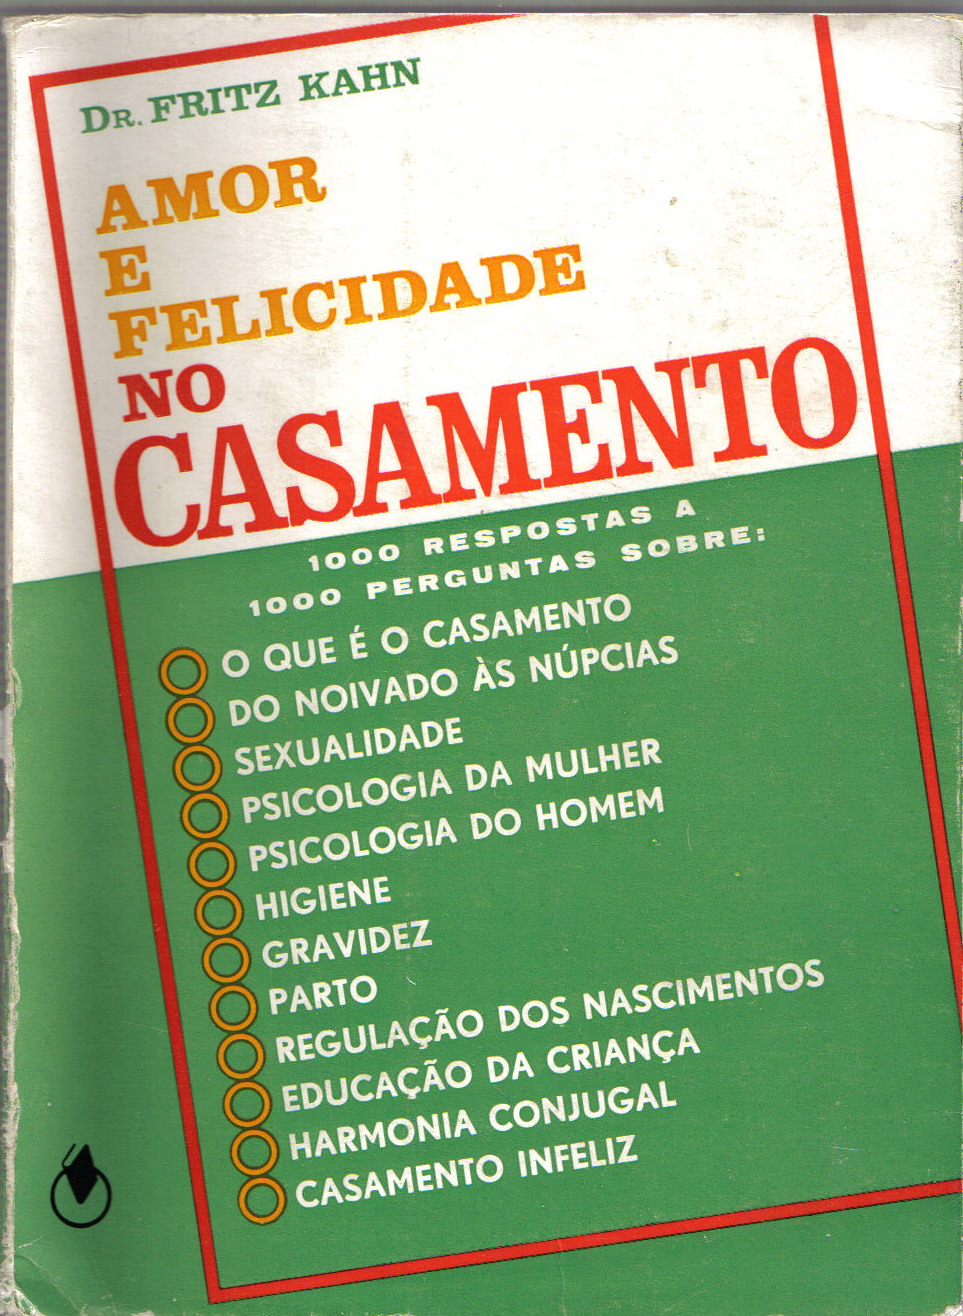 DR. FRITZ KAHN
AMOR
E
FELICIDADE
NO
CASAMENTO
1000 RESPOSTAS A
1000 PERGUNTAS SOBRE:
O QUE É O CASAMENTO
DO NOIVADO ÀS NÚPCIAS
SEXUALIDADE
PSICOLOGIA DA MULHER
PSICOLOGIA DO HOMEM
HIGIENE
GRAVIDEZ
PARTO
REGULAÇÃO DOS NASCIMENTOS
EDUCAÇÃO DA CRIANÇA
HARMONIA CONJUGAL
CASAMENTO INFELIZ